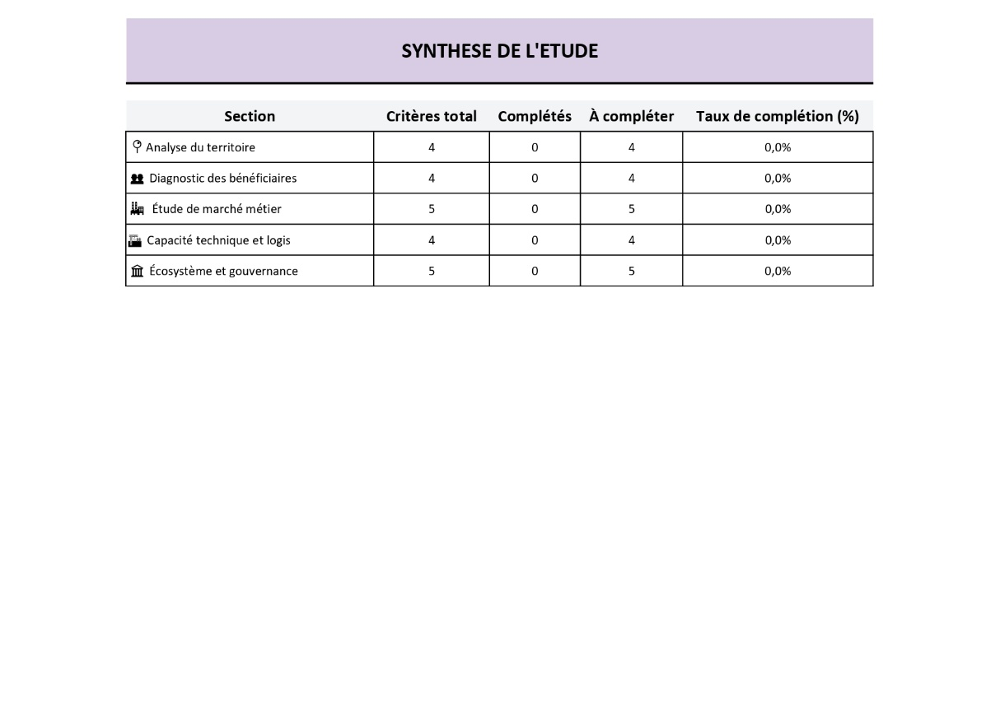 SYNTHESE DE L'ETUDE
Section Critères total Complétés À compléter Taux de complétion (%)
Analyse du territoire 4 0 4 0,0%
Diagnostic des bénéficiaires 4 0 4 0,0%
Étude de marché métier 5 0 5 0,0%
Capacité technique et logis 4 0 4 0,0%
Écosystème et gouvernance 5 0 5 0,0%